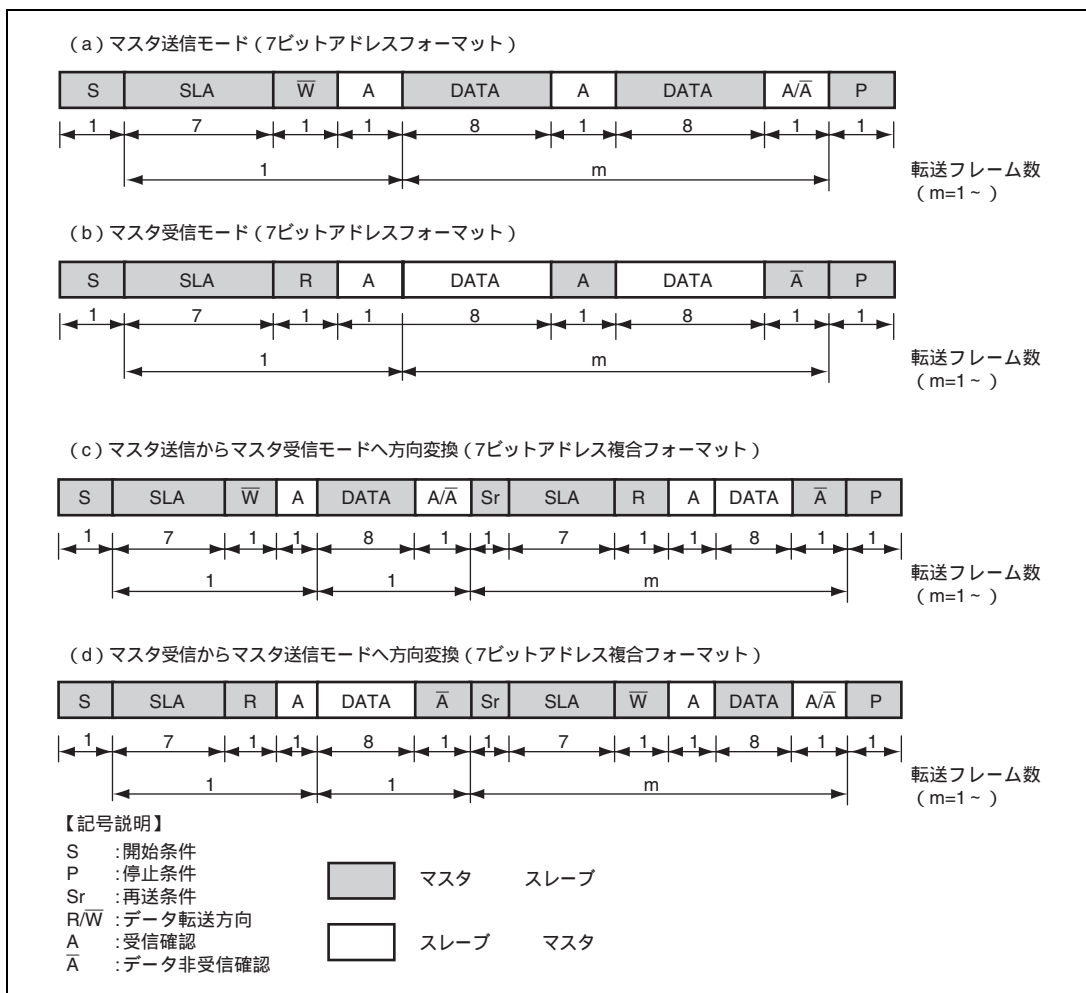 (a) マスタ送信モード(7ビットアドレスフォーマット)
S SLA W̅ A DATA A DATA A/A̅ P
1 7 1 1 8 1 8 1 1
1 m 転送フレーム数
(m=1~)
(b) マスタ受信モード(7ビットアドレスフォーマット)
S SLA R A DATA A DATA A̅ P
1 7 1 1 8 1 8 1 1
1 m 転送フレーム数
(m=1~)
(c) マスタ送信からマスタ受信モードへ方向変換(7ビットアドレス複合フォーマット)
S SLA W̅ A DATA A/A̅ Sr SLA R A DATA A̅ P
1 7 1 1 8 1 1 7 1 1 8 1 1
1 1 m 転送フレーム数
(m=1~)
(d) マスタ受信からマスタ送信モードへ方向変換(7ビットアドレス複合フォーマット)
S SLA R A DATA A̅ Sr SLA W̅ A DATA A/A̅ P
1 7 1 1 8 1 1 7 1 1 8 1 1
1 1 m 転送フレーム数
(m=1~)
【記号説明】
S :開始条件
P :停止条件
Sr :再送条件
R/W̅ :データ転送方向
A :受信確認
A̅ :データ非受信確認
マスタ スレーブ
スレーブ マスタ